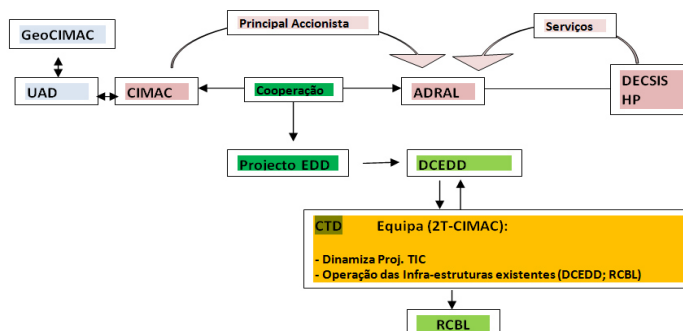 Principal Accionista
Serviços
GeoCIMAC
UAD
CIMAC
Cooperação
ADRAL
DECSIS
HP
Projecto EDD
DCEDD
CTD Equipa (2T-CIMAC):
- Dinamiza Proj. TIC
- Operação das Infra-estruturas existentes (DCEDD; RCBL)
RCBL